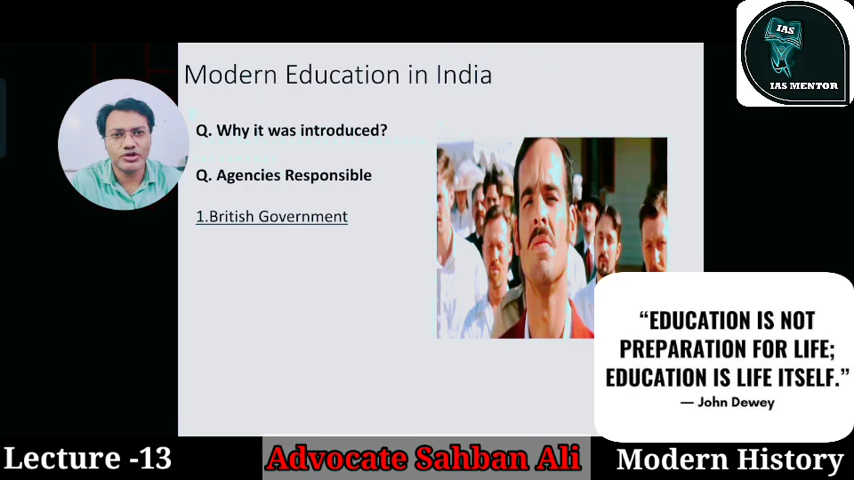 IAS
IAS MENTOR
Modern Education in India
Q. Why it was introduced?
Q. Agencies Responsible
1.British Government
“EDUCATION IS NOT
PREPARATION FOR LIFE;
EDUCATION IS LIFE ITSELF.”
— John Dewey
Lecture -13
Advocate Sahban Ali
Modern History